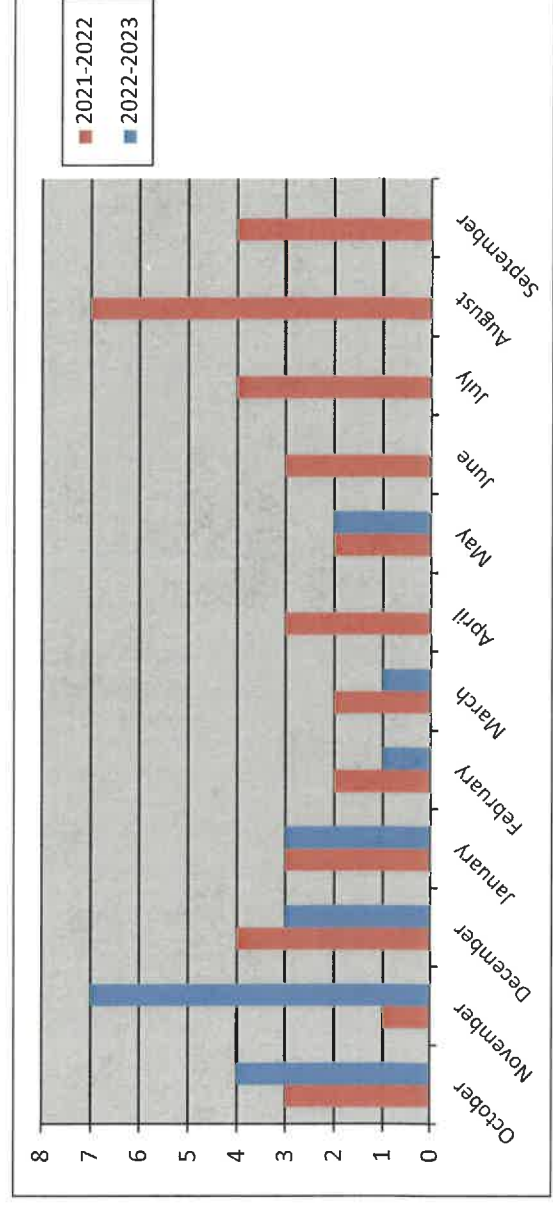 2021-2022
2022-2023
8
7
6
5
4
3
2
1
0
October
November
December
January
February
March
April
May
June
July
August
September